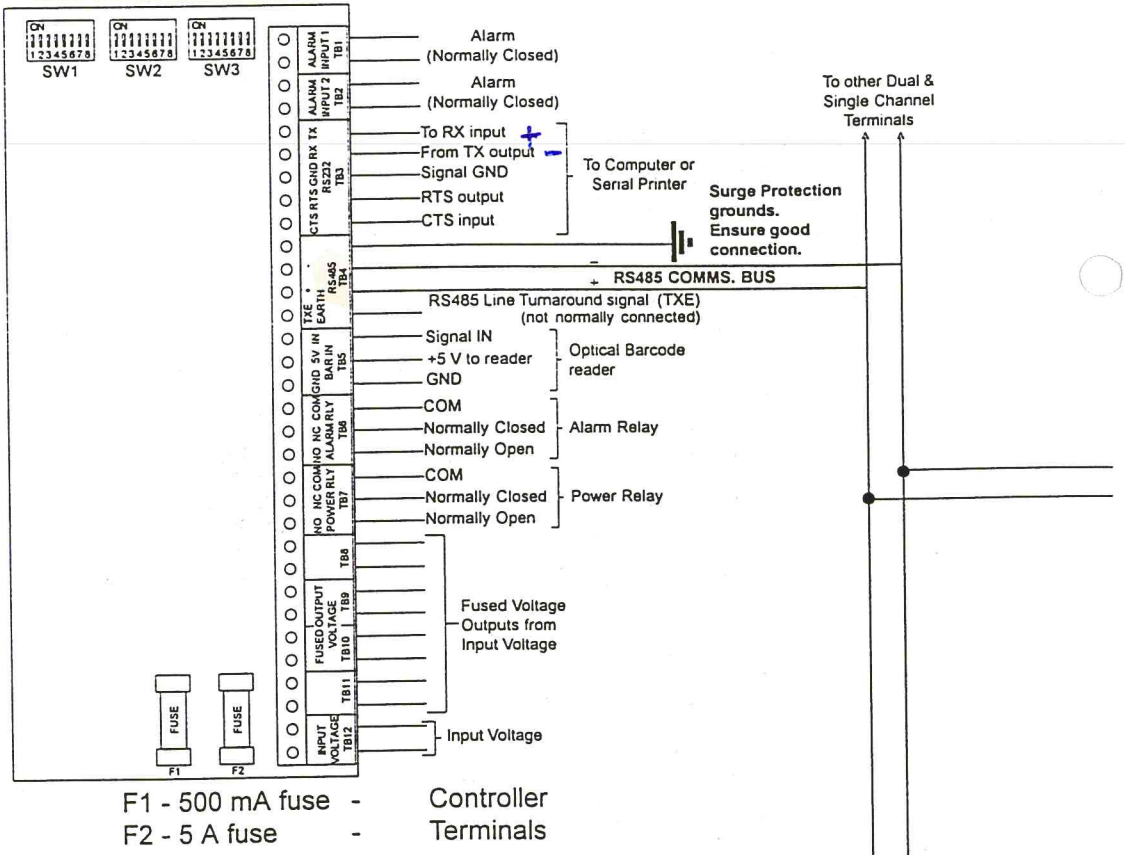 ON
12345678
SW1
ON
12345678
SW2
ON
12345678
SW3
ALARM
INPUT 1
TB1
Alarm
(Normally Closed)
ALARM
INPUT 2
TB2
Alarm
(Normally Closed)
CTS RTS GND RX TX
RS232
TB3
To RX input +
From TX output -
Signal GND
RTS output
CTS input
To Computer or
Serial Printer
Surge Protection
grounds.
Ensure good
connection.
To other Dual &
Single Channel
Terminals
TXE
EARTH
RS485
TB4
-
+ RS485 COMMS. BUS
RS485 Line Turnaround signal (TXE)
(not normally connected)
GND 5V IN
BAR IN
TB5
Signal IN
+5 V to reader
GND
Optical Barcode
reader
NO NC COM
ALARM RLY
TB6
COM
Normally Closed
Normally Open
Alarm Relay
NO NC COM
POWER RLY
TB7
COM
Normally Closed
Normally Open
Power Relay
TB8
FUSED OUTPUT
VOLTAGE
TB9
TB10
TB11
Fused Voltage
Outputs from
Input Voltage
INPUT
VOLTAGE
TB12
Input Voltage
FUSE
F1
FUSE
F2
F1 - 500 mA fuse - Controller
F2 - 5 A fuse - Terminals